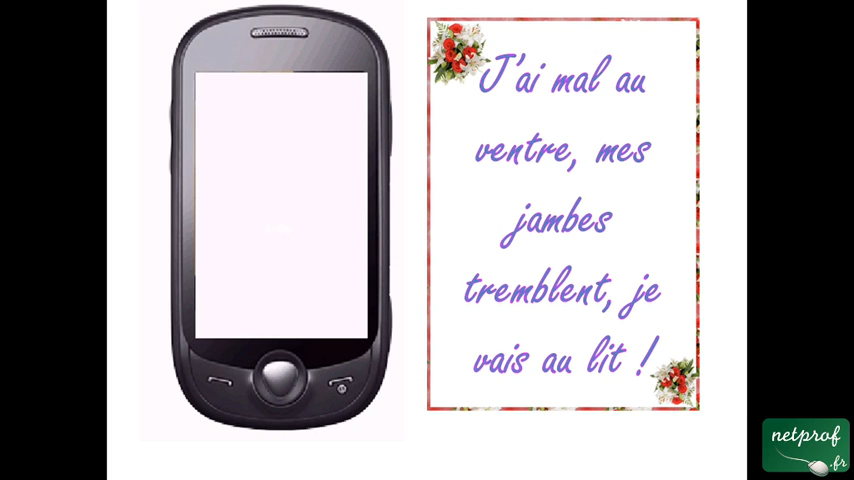 J'ai mal au
ventre, mes
jambes
tremblent, je
vais au lit !
netprof
.fr